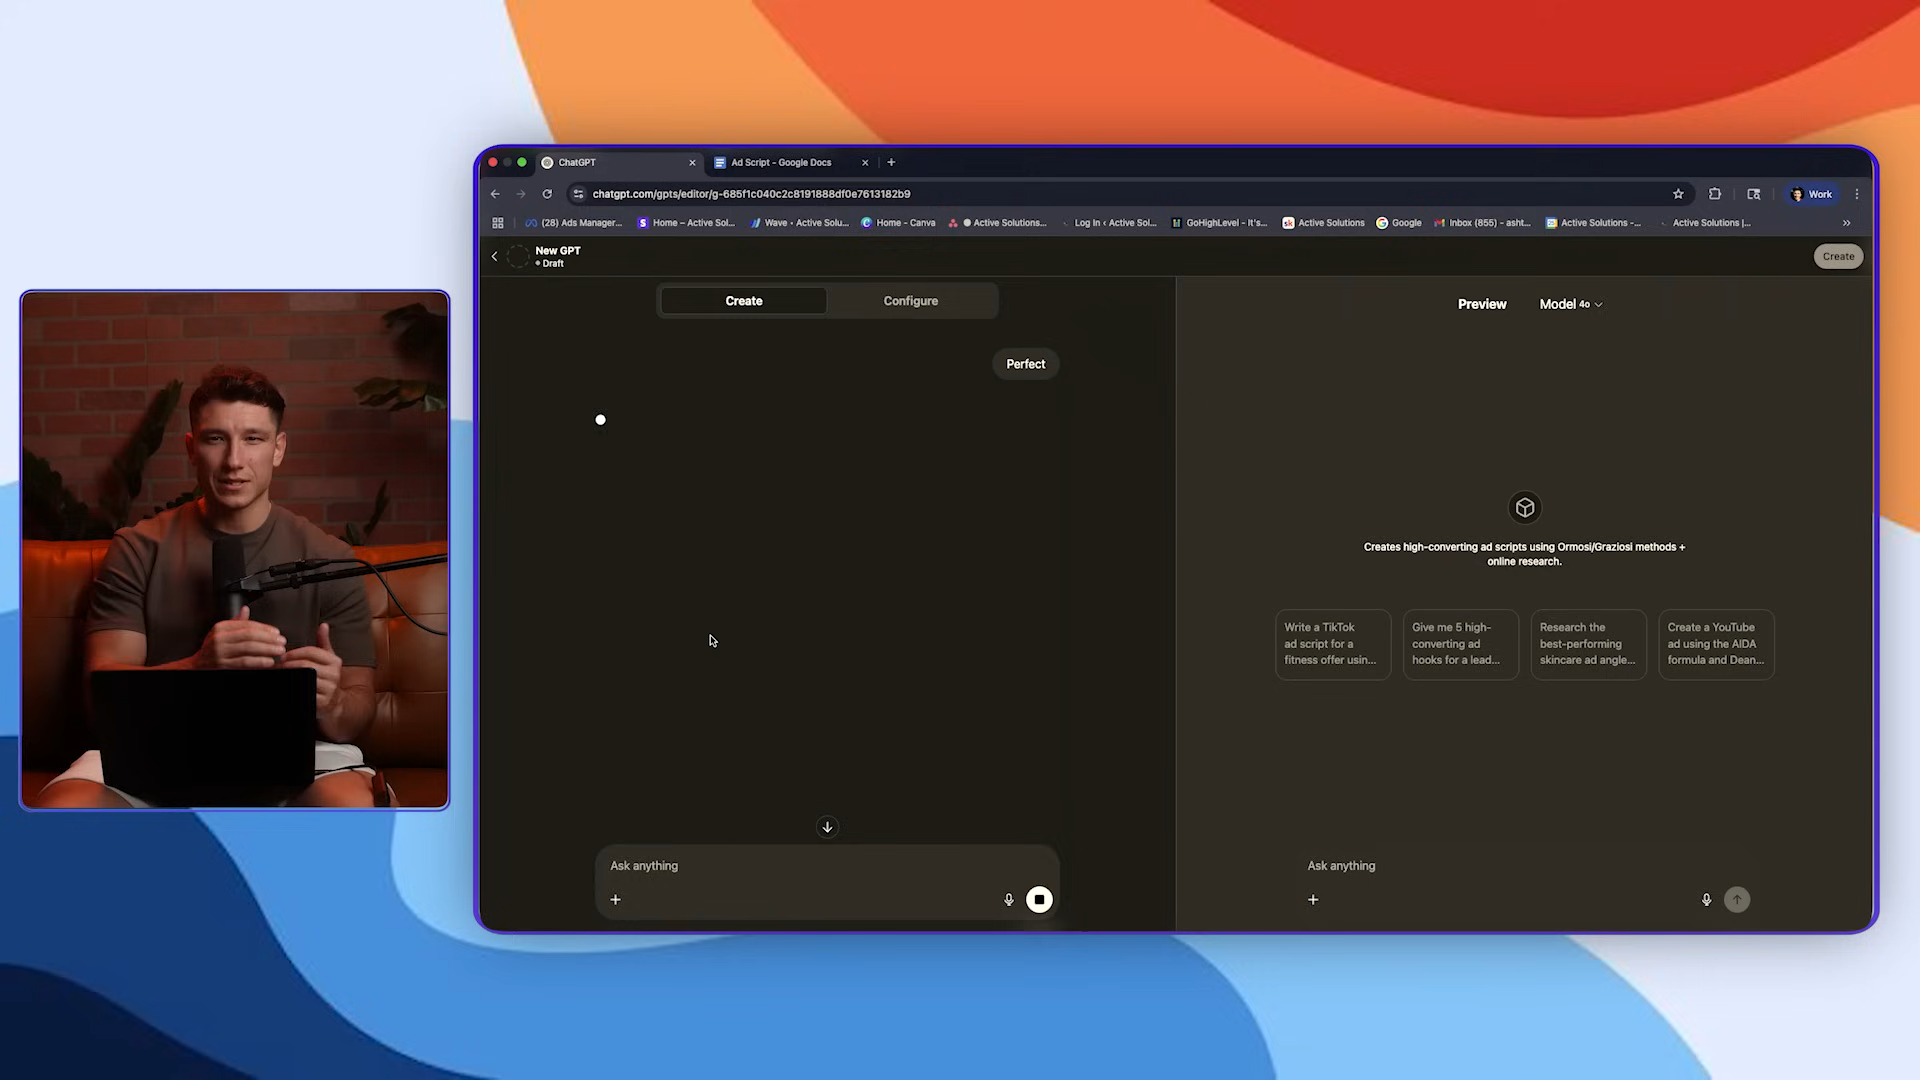 ChatGPT
Ad Script - Google Docs
chatgpt.com/gpts/editor/g-685f1c040c2c8191888df0e7613182b9
Work
(28) Ads Manager...
Home – Active Sol...
Wave • Active Solu...
Home - Canva
Active Solutions...
Log In ‹ Active Sol...
GoHighLevel - It's...
sk
Active Solutions
Google
Inbox (855) - asht...
Active Solutions -...
Active Solutions |...
New GPT
Draft
Create
Create
Configure
Perfect
Ask anything
Preview
Model 4o
Creates high-converting ad scripts using Ormosi/Graziosi methods +
online research.
Write a TikTok
ad script for a
fitness offer usin...
Give me 5 high-
converting ad
hooks for a lead...
Research the
best-performing
skincare ad angle...
Create a YouTube
ad using the AIDA
formula and Dean...
Ask anything